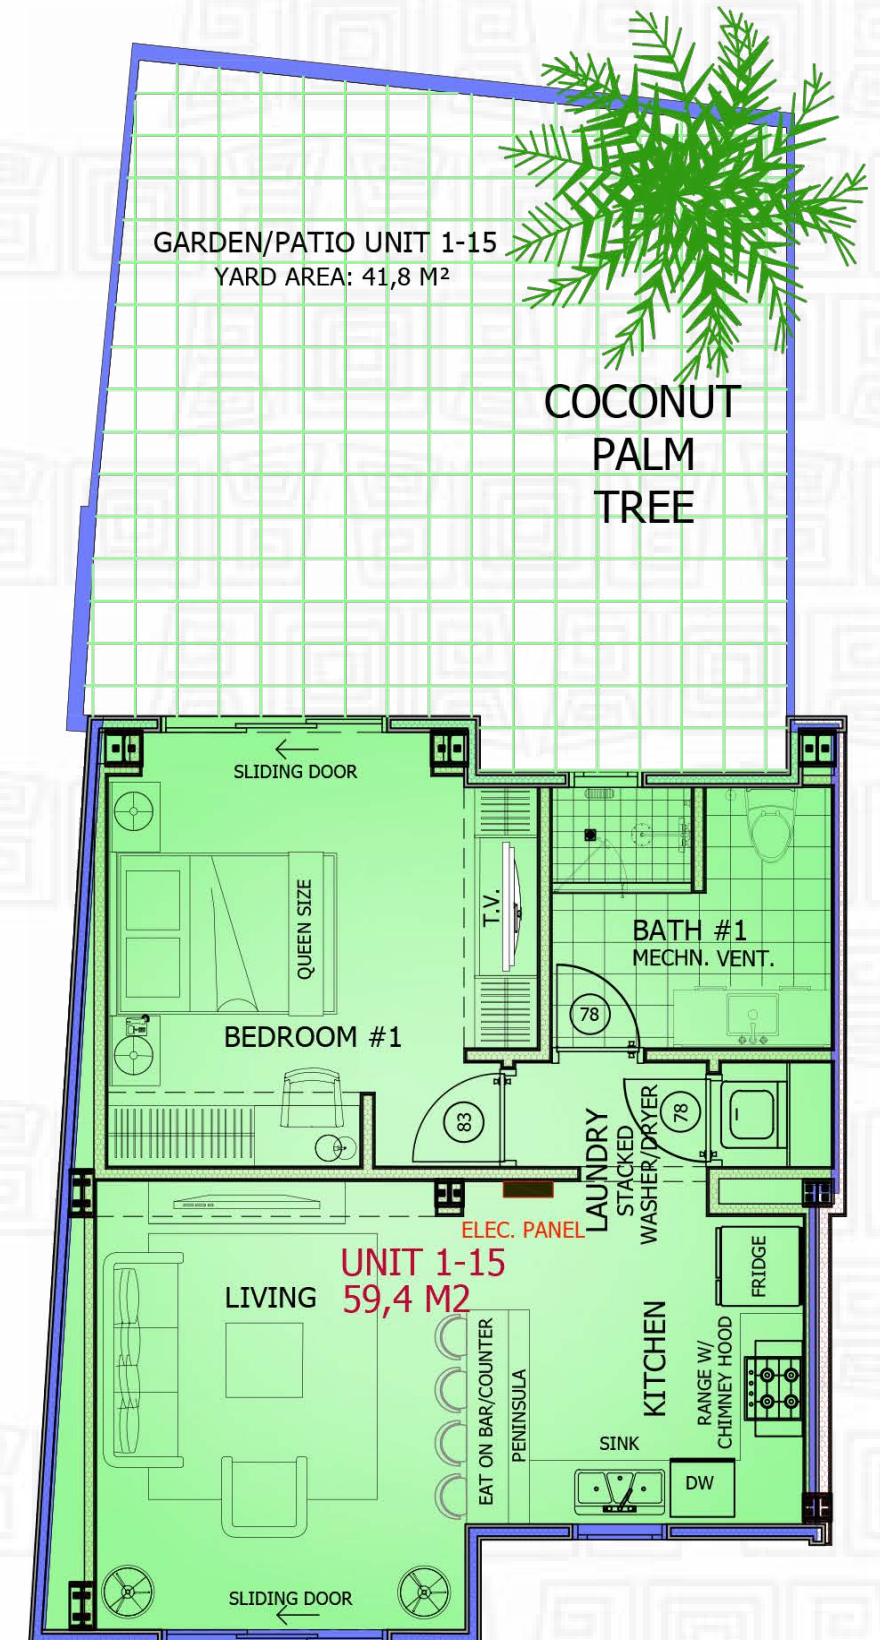 GARDEN/PATIO UNIT 1-15
YARD AREA: 41,8 M²
COCONUT
PALM
TREE
SLIDING DOOR
QUEEN SIZE
T.V.
BATH #1
MECHN. VENT.
78
BEDROOM #1
83
78
LAUNDRY
STACKED
WASHER/DRYER
ELEC. PANEL
UNIT 1-15
59,4 M2
LIVING
FRIDGE
KITCHEN
RANGE W/
CHIMNEY HOOD
EAT ON BAR/COUNTER
PENINSULA
SINK
DW
SLIDING DOOR